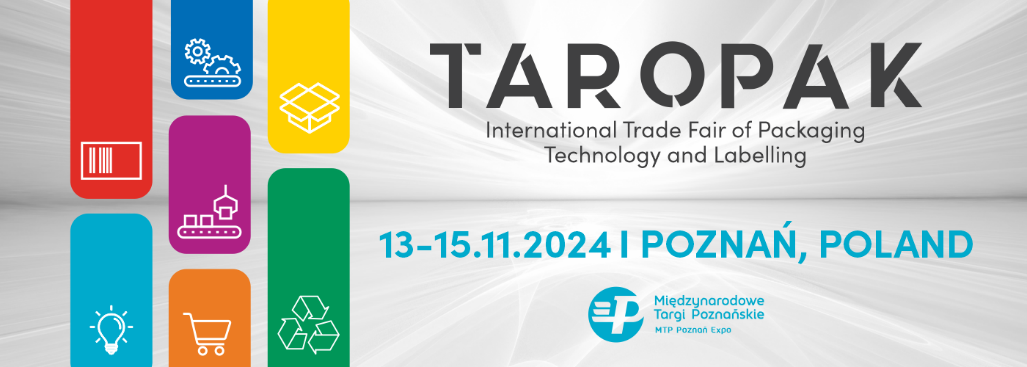 TAROPAK
International Trade Fair of Packaging
Technology and Labelling
13-15.11.2024 | POZNAŃ, POLAND
Międzynarodowe
Targi Poznańskie
MTP Poznań Expo